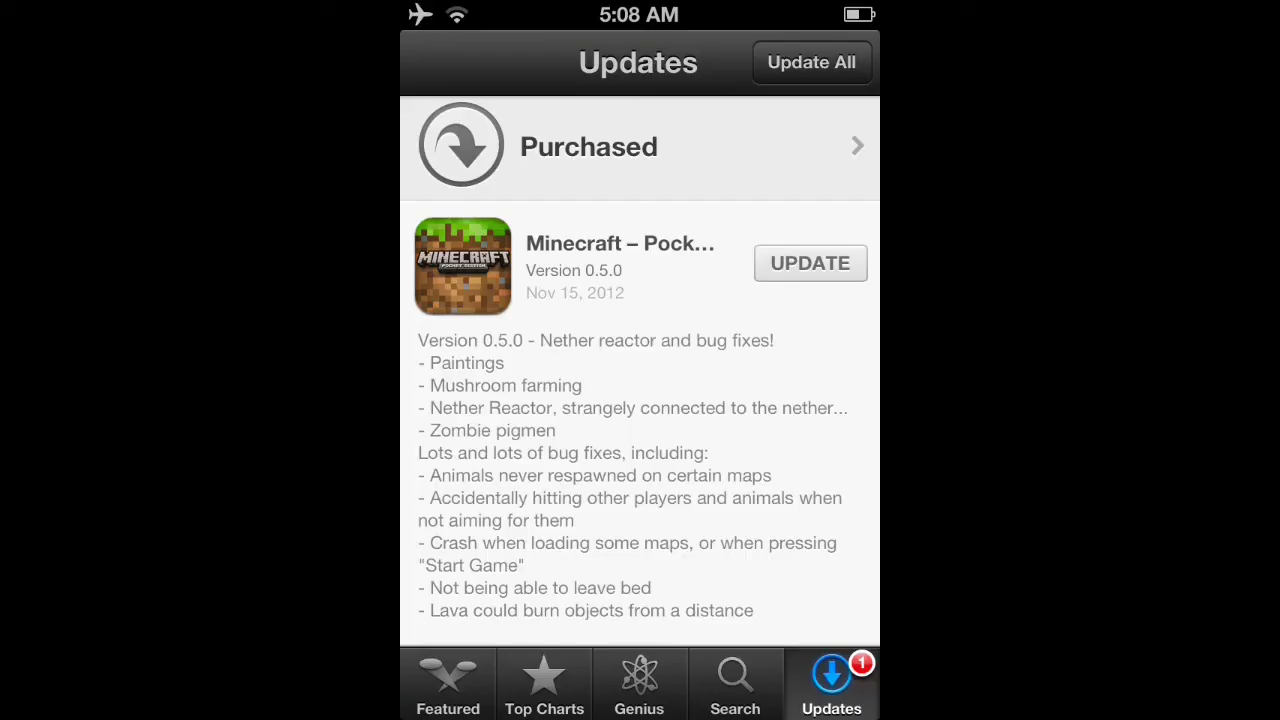 5:08 AM
Updates
Update All
Purchased
MINECRAFT
POCKET EDITION
Minecraft – Pock...
Version 0.5.0
Nov 15, 2012
UPDATE
Version 0.5.0 - Nether reactor and bug fixes!
- Paintings
- Mushroom farming
- Nether Reactor, strangely connected to the nether...
- Zombie pigmen
Lots and lots of bug fixes, including:
- Animals never respawned on certain maps
- Accidentally hitting other players and animals when
not aiming for them
- Crash when loading some maps, or when pressing
"Start Game"
- Not being able to leave bed
- Lava could burn objects from a distance
Featured
Top Charts
Genius
Search
1
Updates